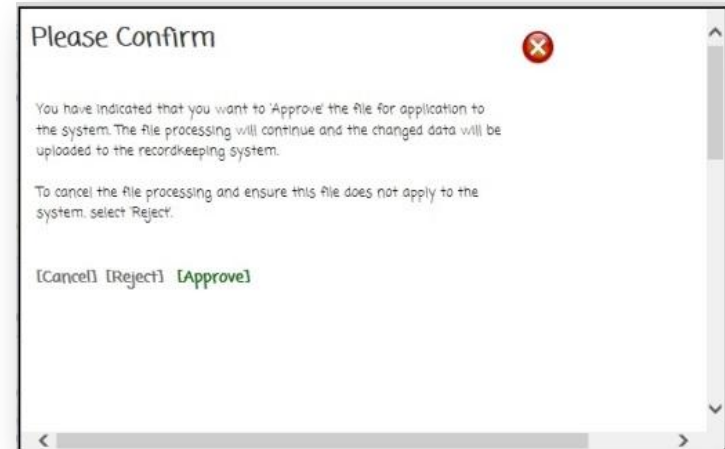 Please Confirm
You have indicated that you want to 'Approve' the file for application to
the system. The file processing will continue and the changed data will be
uploaded to the recordkeeping system.
To cancel the file processing and ensure this file does not apply to the
system, select 'Reject'.
[Cancel] [Reject] [Approve]